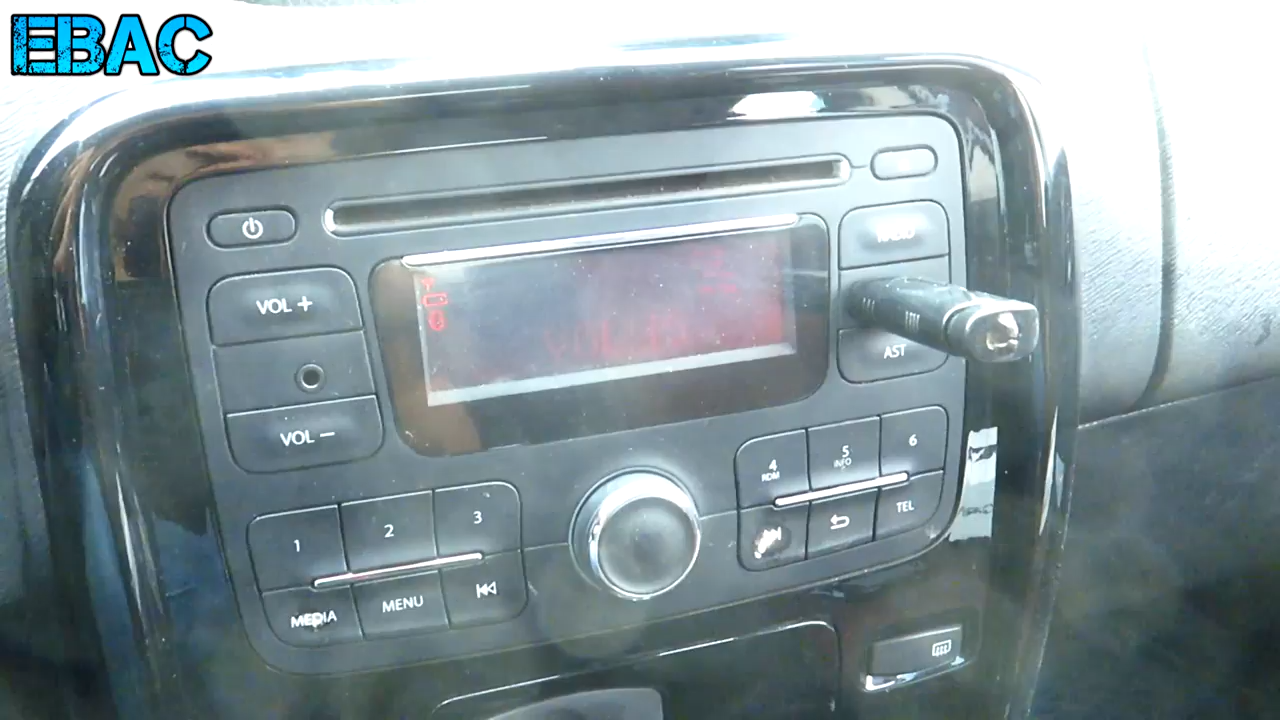 EBAC
VOL +
AST
VOL –
4
RDM
5
INFO
6
1
2
3
TEL
MEDIA
MENU